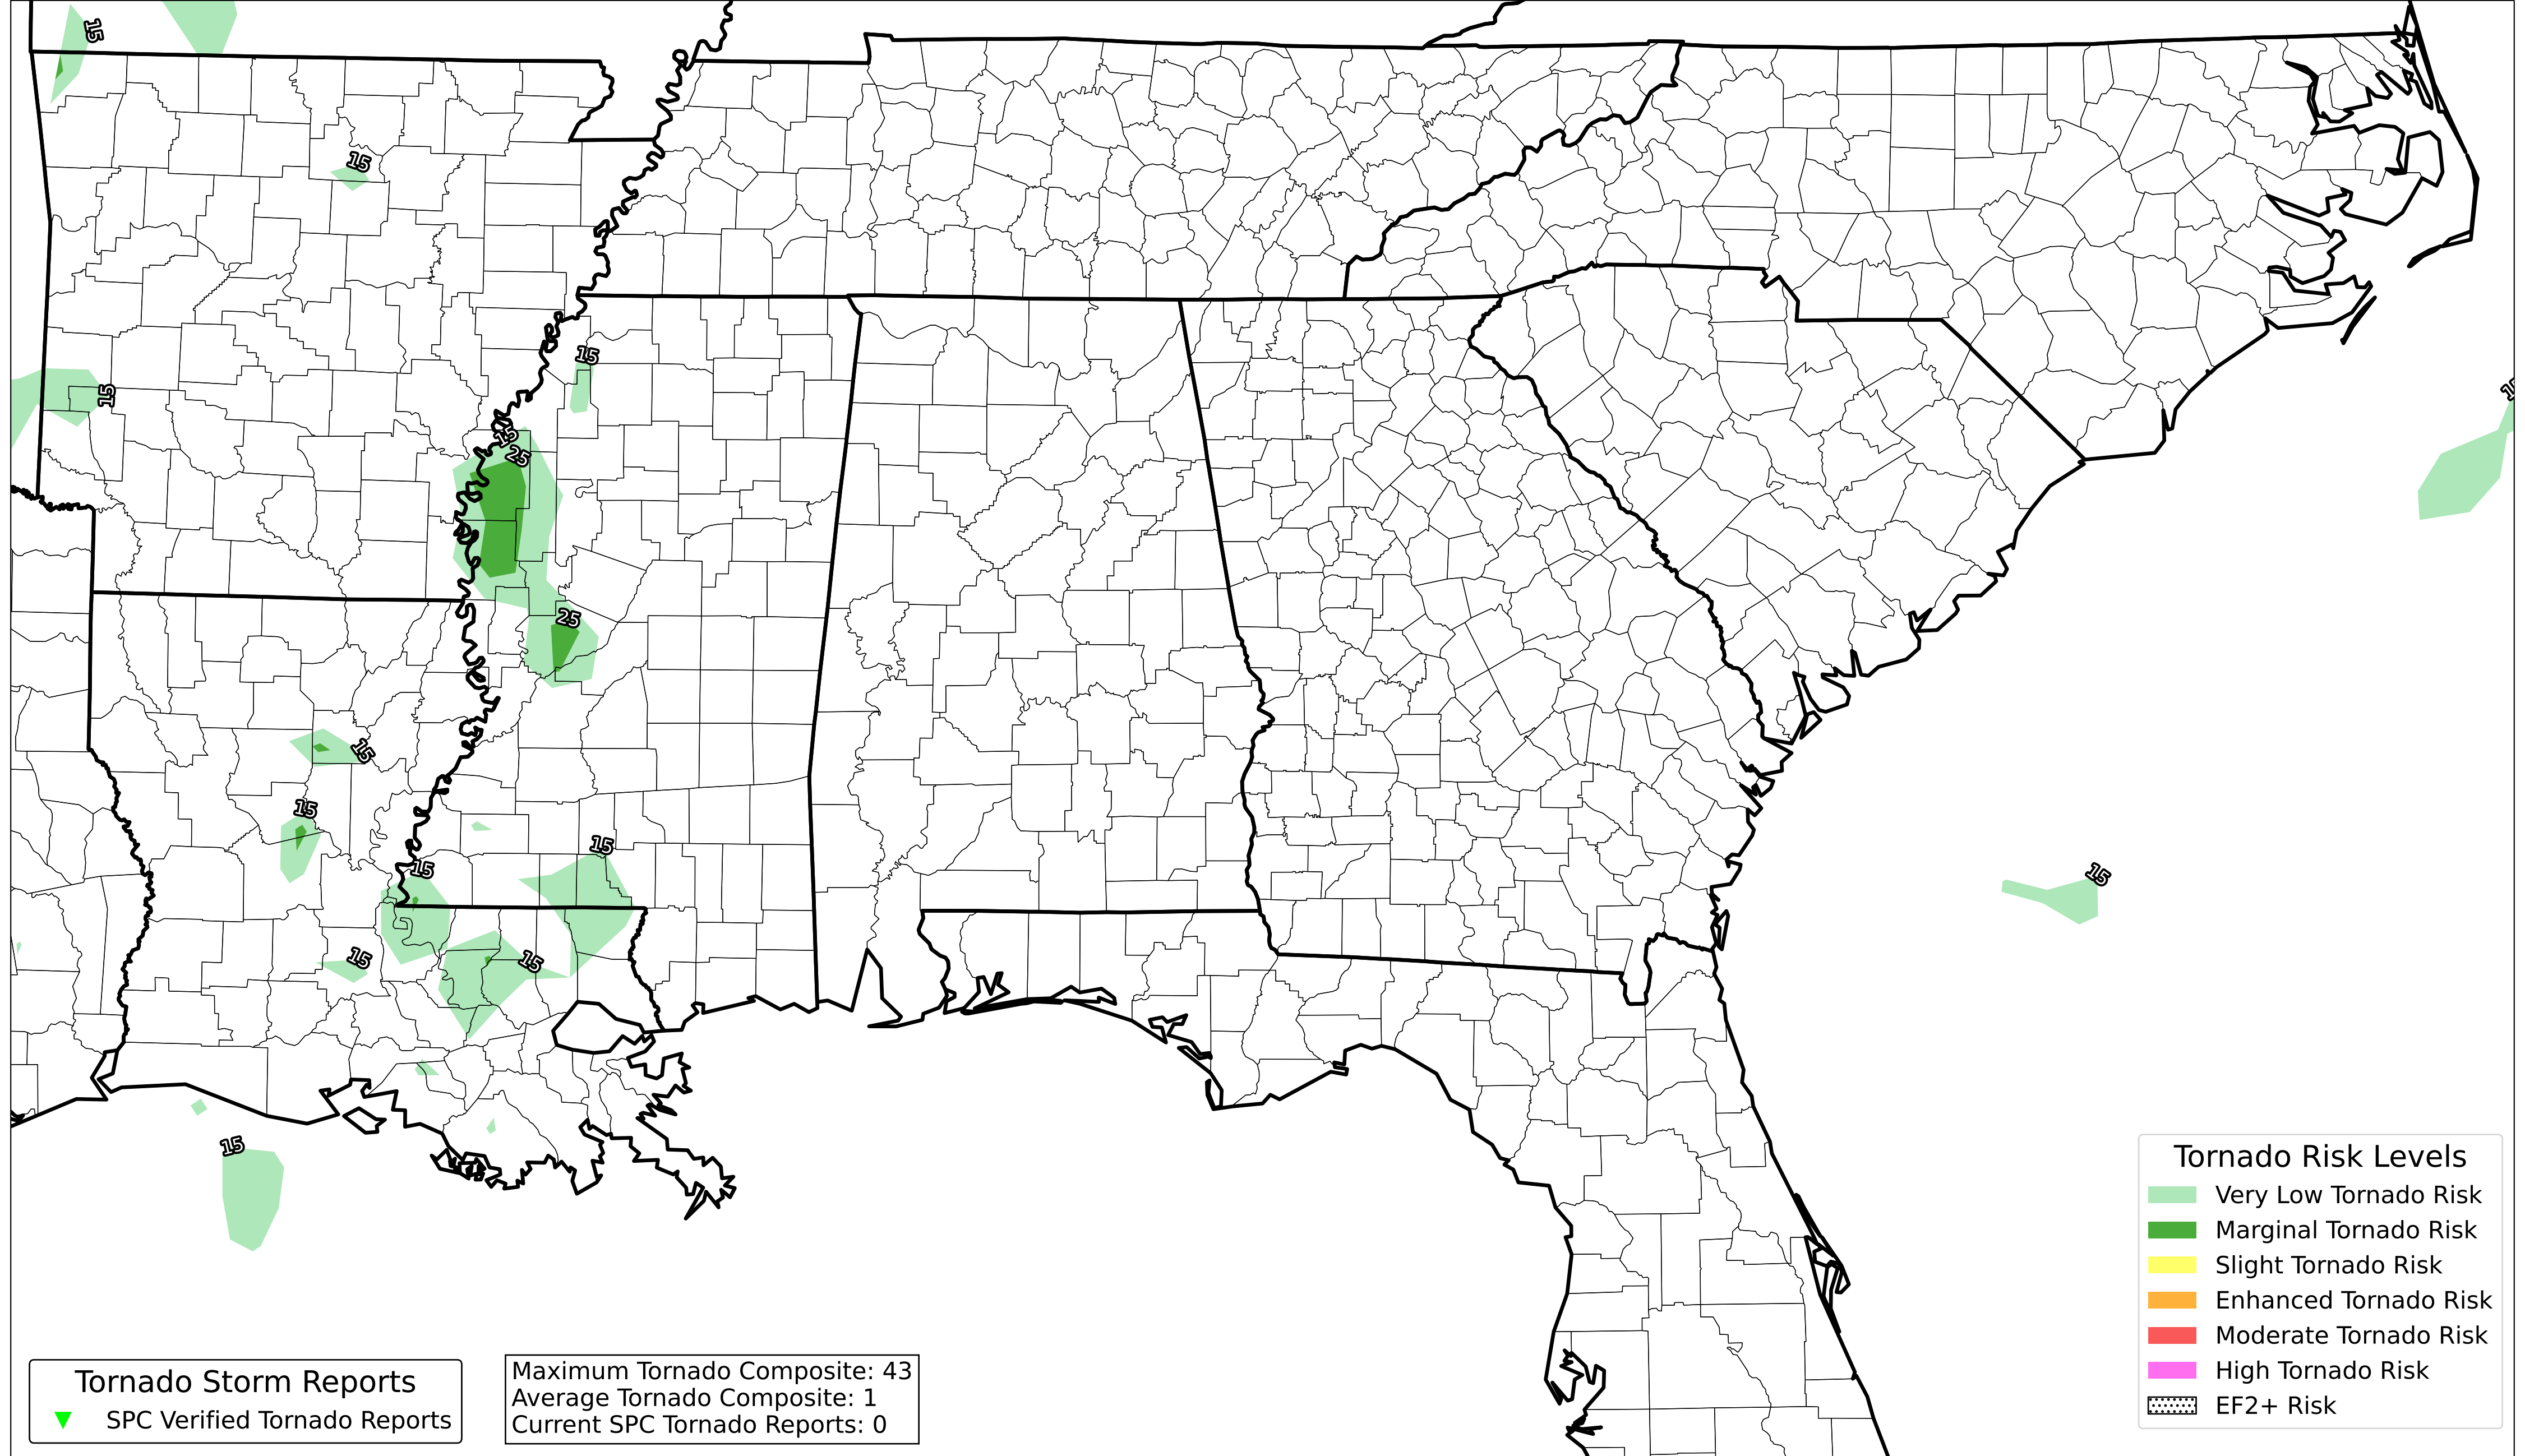 15
15
15
15
15
25
25
15
15
15
15
15
15
15
15
Tornado Risk Levels
Very Low Tornado Risk
Marginal Tornado Risk
Slight Tornado Risk
Enhanced Tornado Risk
Moderate Tornado Risk
High Tornado Risk
EF2+ Risk
Tornado Storm Reports
SPC Verified Tornado Reports
Maximum Tornado Composite: 43
Average Tornado Composite: 1
Current SPC Tornado Reports: 0